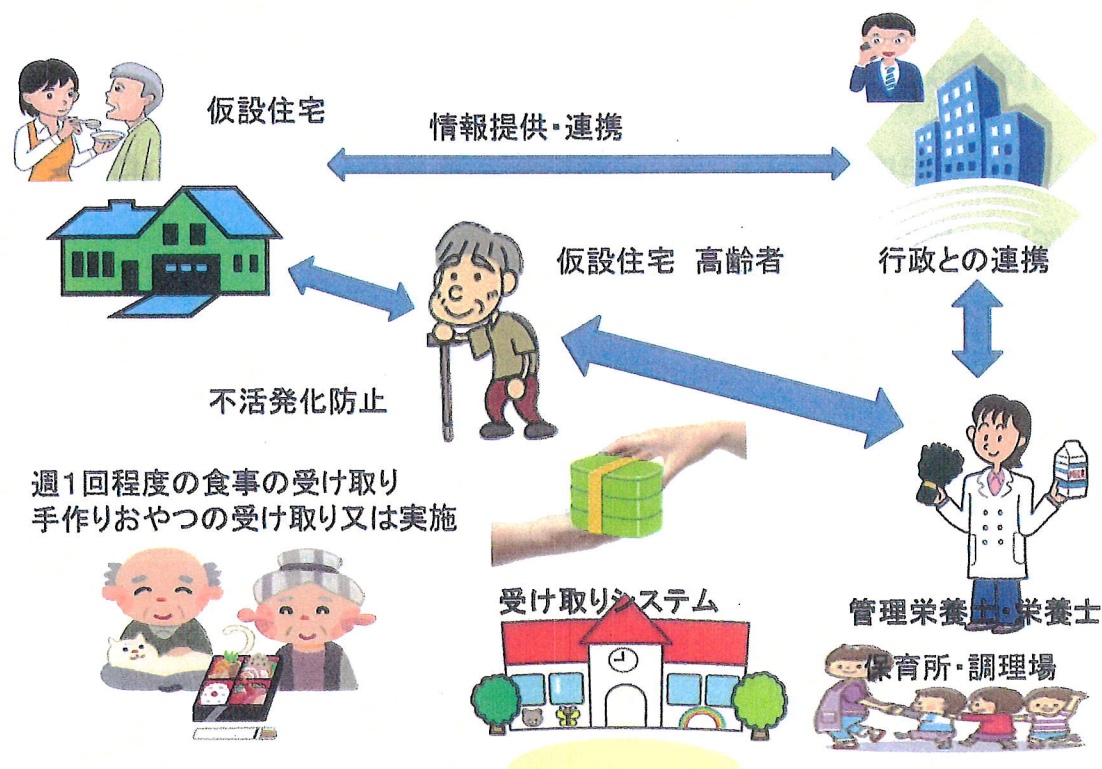 仮設住宅
情報提供・連携
仮設住宅 高齢者
行政との連携
不活発化防止
週1回程度の食事の受け取り
手作りおやつの受け取り又は実施
受け取りシステム
管理栄養士・栄養士
保育所・調理場